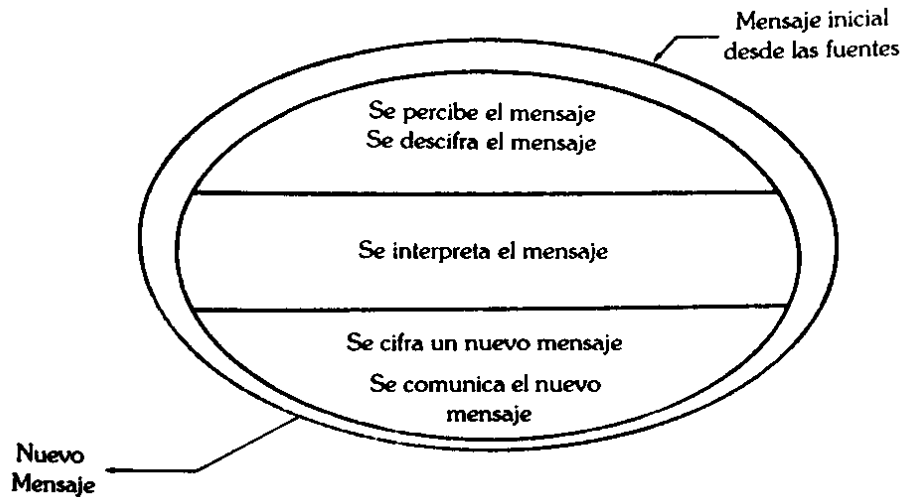 Mensaje inicial
desde las fuentes
Se percibe el mensaje
Se descifra el mensaje
Se interpreta el mensaje
Se cifra un nuevo mensaje
Se comunica el nuevo
mensaje
Nuevo
Mensaje